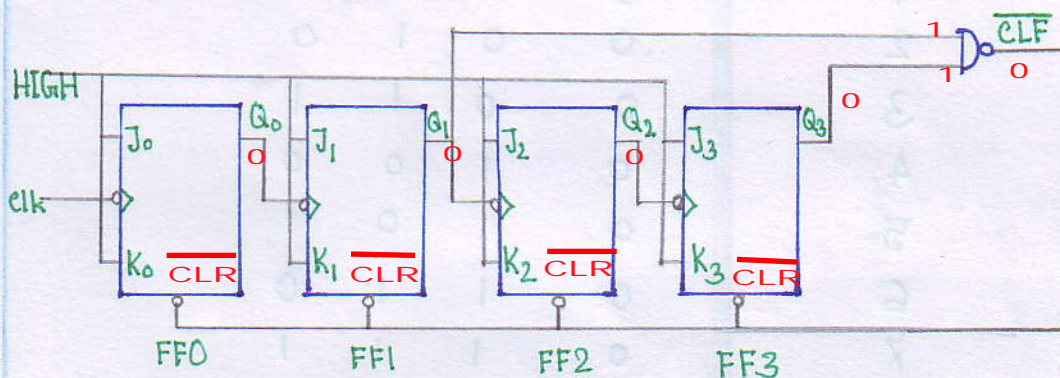 1 CLF
1 0
HIGH
0
Q0 Q1 Q2 Q3
J0 J1 J2 J3
0 0 0
Clk
K0 CLR K1 CLR K2 CLR K3 CLR
FF0 FF1 FF2 FF3